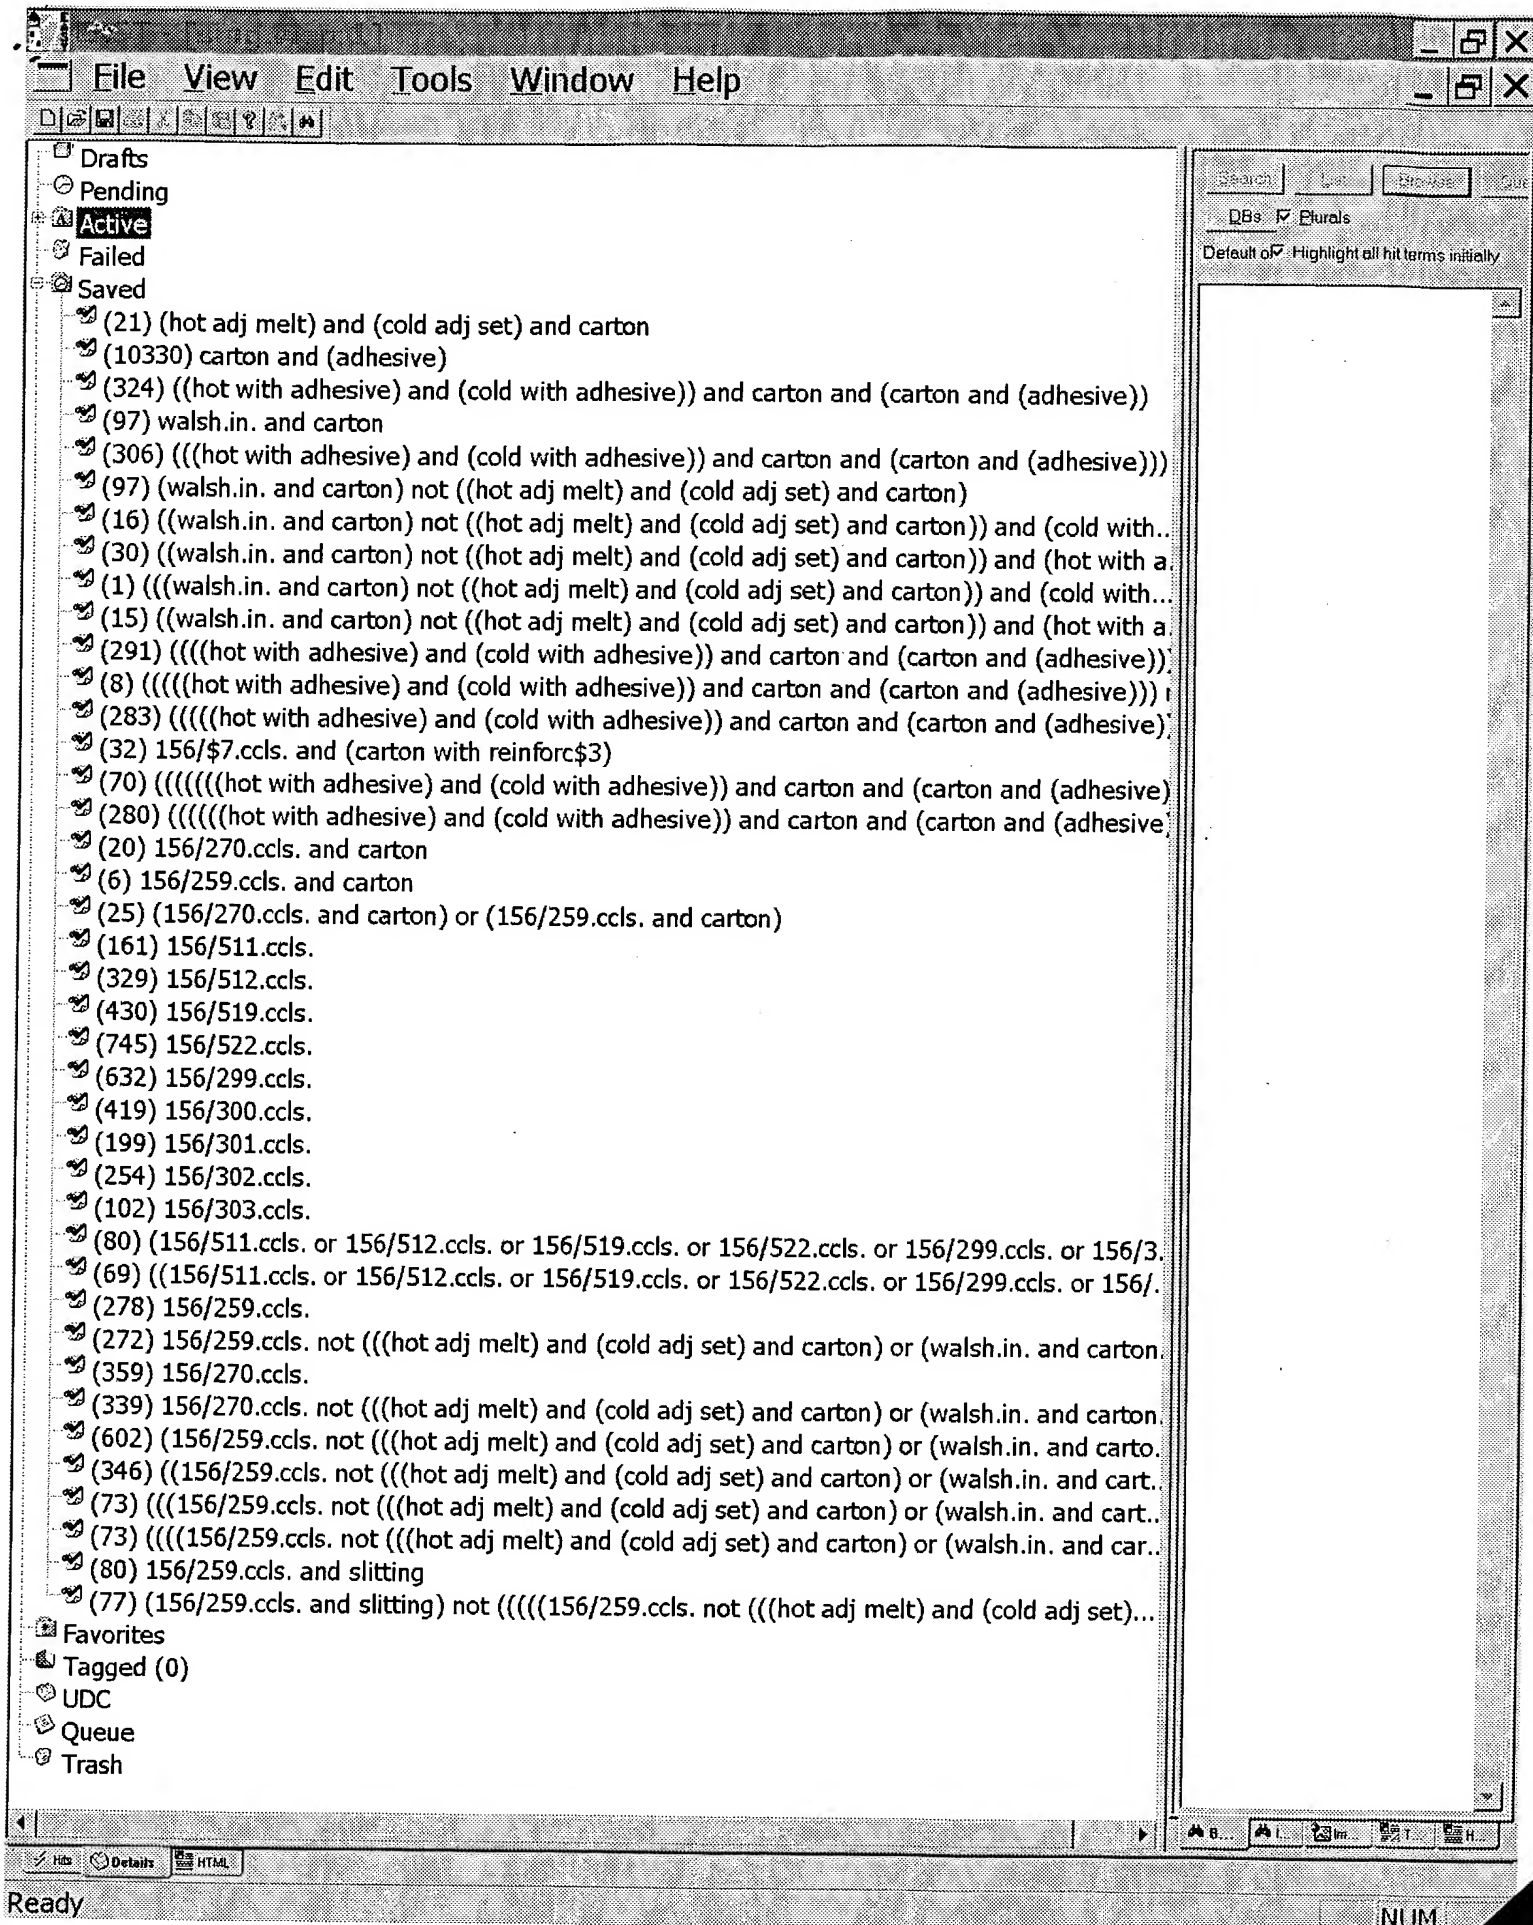 File View Edit Tools Window Help
Drafts
Pending
Active
Failed
Saved
(21) (hot adj melt) and (cold adj set) and carton
(10330) carton and (adhesive)
(324) ((hot with adhesive) and (cold with adhesive)) and carton and (carton and (adhesive))
(97) walsh.in. and carton
(306) (((hot with adhesive) and (cold with adhesive)) and carton and (carton and (adhesive)))
(97) (walsh.in. and carton) not ((hot adj melt) and (cold adj set) and carton)
(16) ((walsh.in. and carton) not ((hot adj melt) and (cold adj set) and carton)) and (cold with..
(30) ((walsh.in. and carton) not ((hot adj melt) and (cold adj set) and carton)) and (hot with a.
(1) (((walsh.in. and carton) not ((hot adj melt) and (cold adj set) and carton)) and (cold with...
(15) ((walsh.in. and carton) not ((hot adj melt) and (cold adj set) and carton)) and (hot with a.
(291) ((((hot with adhesive) and (cold with adhesive)) and carton and (carton and (adhesive))
(8) (((((hot with adhesive) and (cold with adhesive)) and carton and (carton and (adhesive)))
(283) (((((hot with adhesive) and (cold with adhesive)) and carton and (carton and (adhesive)
(32) 156/$7.ccls. and (carton with reinforc$3)
(70) (((((((hot with adhesive) and (cold with adhesive)) and carton and (carton and (adhesive)
(280) ((((((hot with adhesive) and (cold with adhesive)) and carton and (carton and (adhesive
(20) 156/270.ccls. and carton
(6) 156/259.ccls. and carton
(25) (156/270.ccls. and carton) or (156/259.ccls. and carton)
(161) 156/511.ccls.
(329) 156/512.ccls.
(430) 156/519.ccls.
(745) 156/522.ccls.
(632) 156/299.ccls.
(419) 156/300.ccls.
(199) 156/301.ccls.
(254) 156/302.ccls.
(102) 156/303.ccls.
(80) (156/511.ccls. or 156/512.ccls. or 156/519.ccls. or 156/522.ccls. or 156/299.ccls. or 156/3.
(69) ((156/511.ccls. or 156/512.ccls. or 156/519.ccls. or 156/522.ccls. or 156/299.ccls. or 156/.
(278) 156/259.ccls.
(272) 156/259.ccls. not (((hot adj melt) and (cold adj set) and carton) or (walsh.in. and carton.
(359) 156/270.ccls.
(339) 156/270.ccls. not (((hot adj melt) and (cold adj set) and carton) or (walsh.in. and carton.
(602) (156/259.ccls. not (((hot adj melt) and (cold adj set) and carton) or (walsh.in. and carto.
(346) ((156/259.ccls. not (((hot adj melt) and (cold adj set) and carton) or (walsh.in. and cart..
(73) (((156/259.ccls. not (((hot adj melt) and (cold adj set) and carton) or (walsh.in. and cart..
(73) ((((156/259.ccls. not (((hot adj melt) and (cold adj set) and carton) or (walsh.in. and car..
(80) 156/259.ccls. and slitting
(77) (156/259.ccls. and slitting) not (((((156/259.ccls. not (((hot adj melt) and (cold adj set)...
Favorites
Tagged (0)
UDC
Queue
Trash
Search List Browse Que
DBs Plurals
Default o Highlight all hit terms initially
B... I... Im... T... H...
Hits Details HTML
Ready
NUM